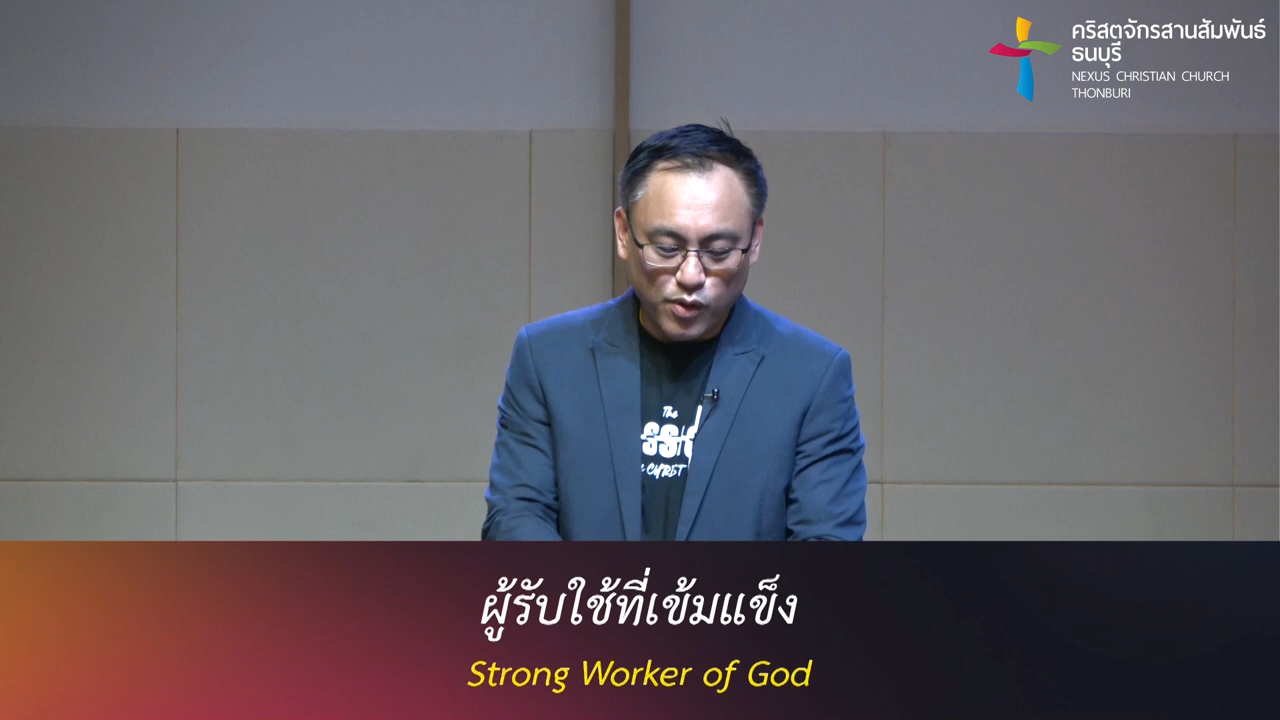 คริสตจักรสานสัมพันธ์
ธนบุรี
NEXUS CHRISTIAN CHURCH
THONBURI
The
CHRIST
ผู้รับใช้ที่เข้มแข็ง
Strong Worker of God